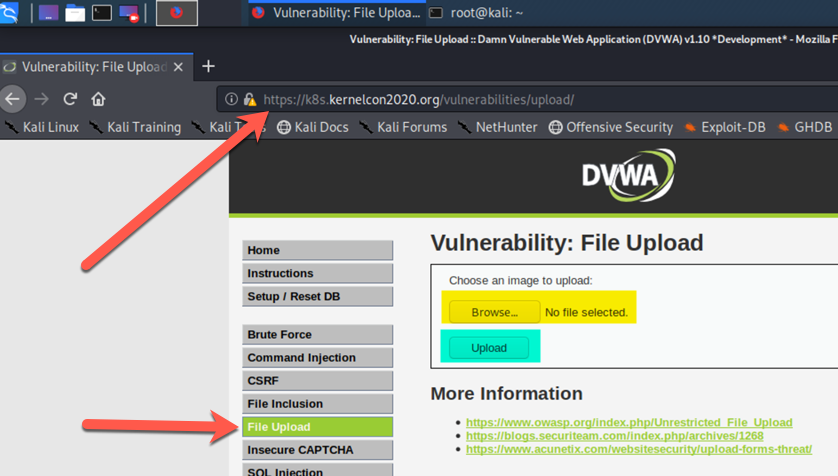 Vulnerability: File Uploa...
root@kali: ~
Vulnerability: File Upload :: Damn Vulnerable Web Application (DVWA) v1.10 *Development* - Mozilla F
Vulnerability: File Upload
https://k8s.kernelcon2020.org/vulnerabilities/upload/
Kali Linux Kali Training Kali Kali Docs Kali Forums NetHunter Offensive Security Exploit-DB GHDB
DVWA
Home
Instructions
Setup / Reset DB
Brute Force
Command Injection
CSRF
File Inclusion
File Upload
Insecure CAPTCHA
SQL Injection
Vulnerability: File Upload
Choose an image to upload:
Browse... No file selected.
Upload
More Information
https://www.owasp.org/index.php/Unrestricted_File_Upload
https://blogs.securiteam.com/index.php/archives/1268
https://www.acunetix.com/websitesecurity/upload-forms-threat/